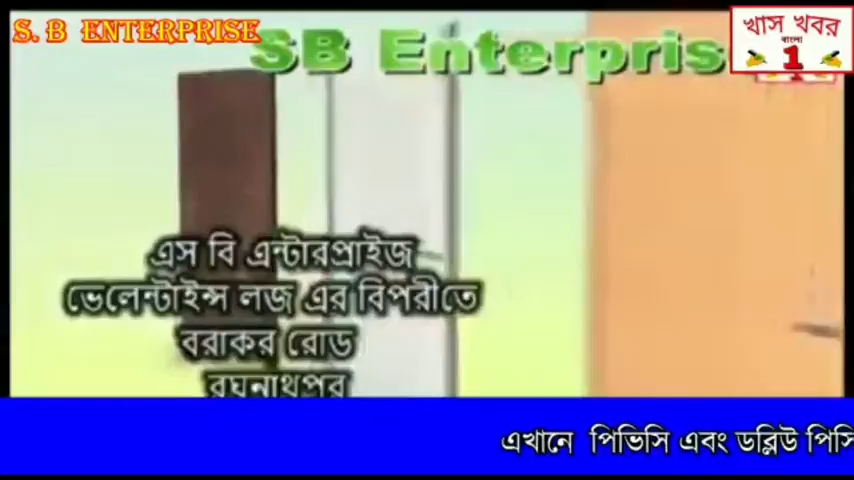 S. B ENTERPRISE
SB Enterpris
খাস খবর
বাংলা
1
এস বি এন্টারপ্রাইজ
ভেলেন্টাইন্স লজ এর বিপরীতে
বরাকর রোড
রঘুনাথপুর
এখানে পিভিসি এবং ডব্লিউ পিসি